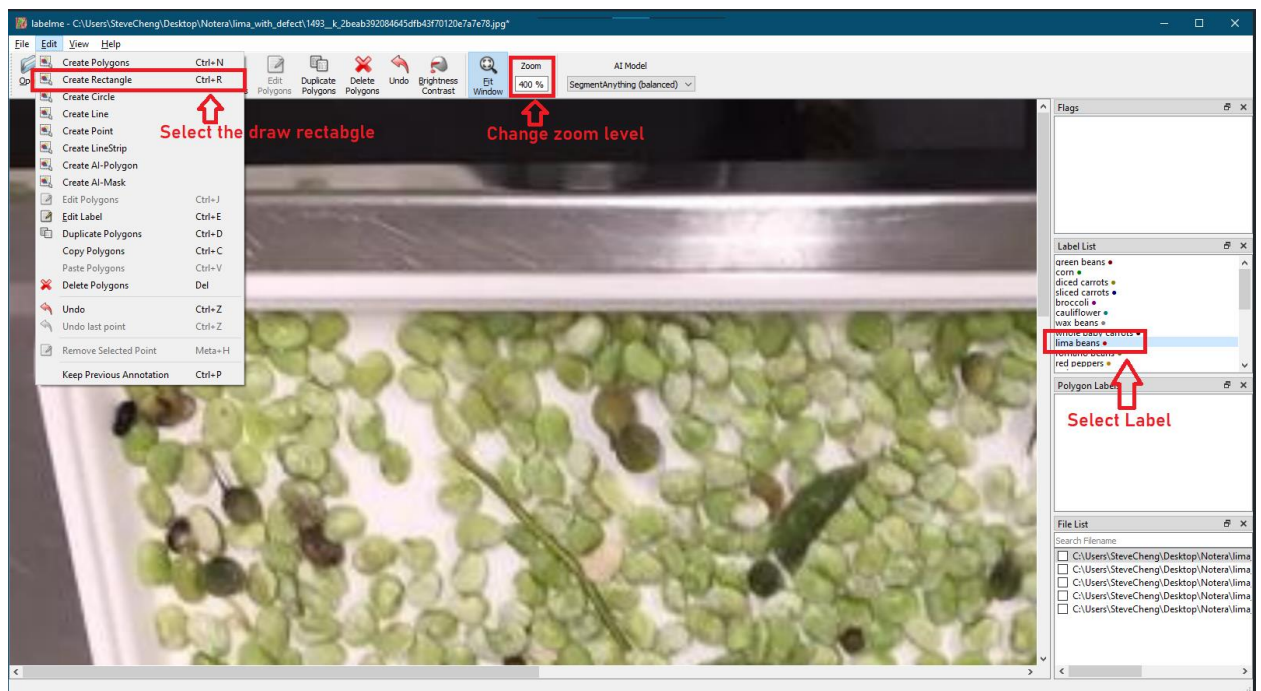 labelme - C:\Users\SteveCheng\Desktop\Notera\lima_with_defect\1493__k_2beab392084645dfb43f70120e7a7e78.jpg*
File Edit View Help
Create Polygons Ctrl+N
Create Rectangle Ctrl+R
Create Circle
Create Line
Create Point
Create LineStrip
Create AI-Polygon
Create AI-Mask
Edit Polygons Ctrl+J
Edit Label Ctrl+E
Duplicate Polygons Ctrl+D
Copy Polygons Ctrl+C
Paste Polygons Ctrl+V
Delete Polygons Del
Undo Ctrl+Z
Undo last point Ctrl+Z
Remove Selected Point Meta+H
Keep Previous Annotation Ctrl+P
Edit Polygons
Duplicate Polygons
Delete Polygons
Undo
Brightness Contrast
Fit Window
Zoom
400 %
AI Model
SegmentAnything (balanced)
Select the draw rectabgle
Change zoom level
Flags
Label List
green beans
corn
diced carrots
sliced carrots
broccoli
cauliflower
wax beans
whole baby carrots
lima beans
romano beans
red peppers
Polygon Labels
Select Label
File List
Search Filename
C:\Users\SteveCheng\Desktop\Notera\lima
C:\Users\SteveCheng\Desktop\Notera\lima
C:\Users\SteveCheng\Desktop\Notera\lima
C:\Users\SteveCheng\Desktop\Notera\lima
C:\Users\SteveCheng\Desktop\Notera\lima